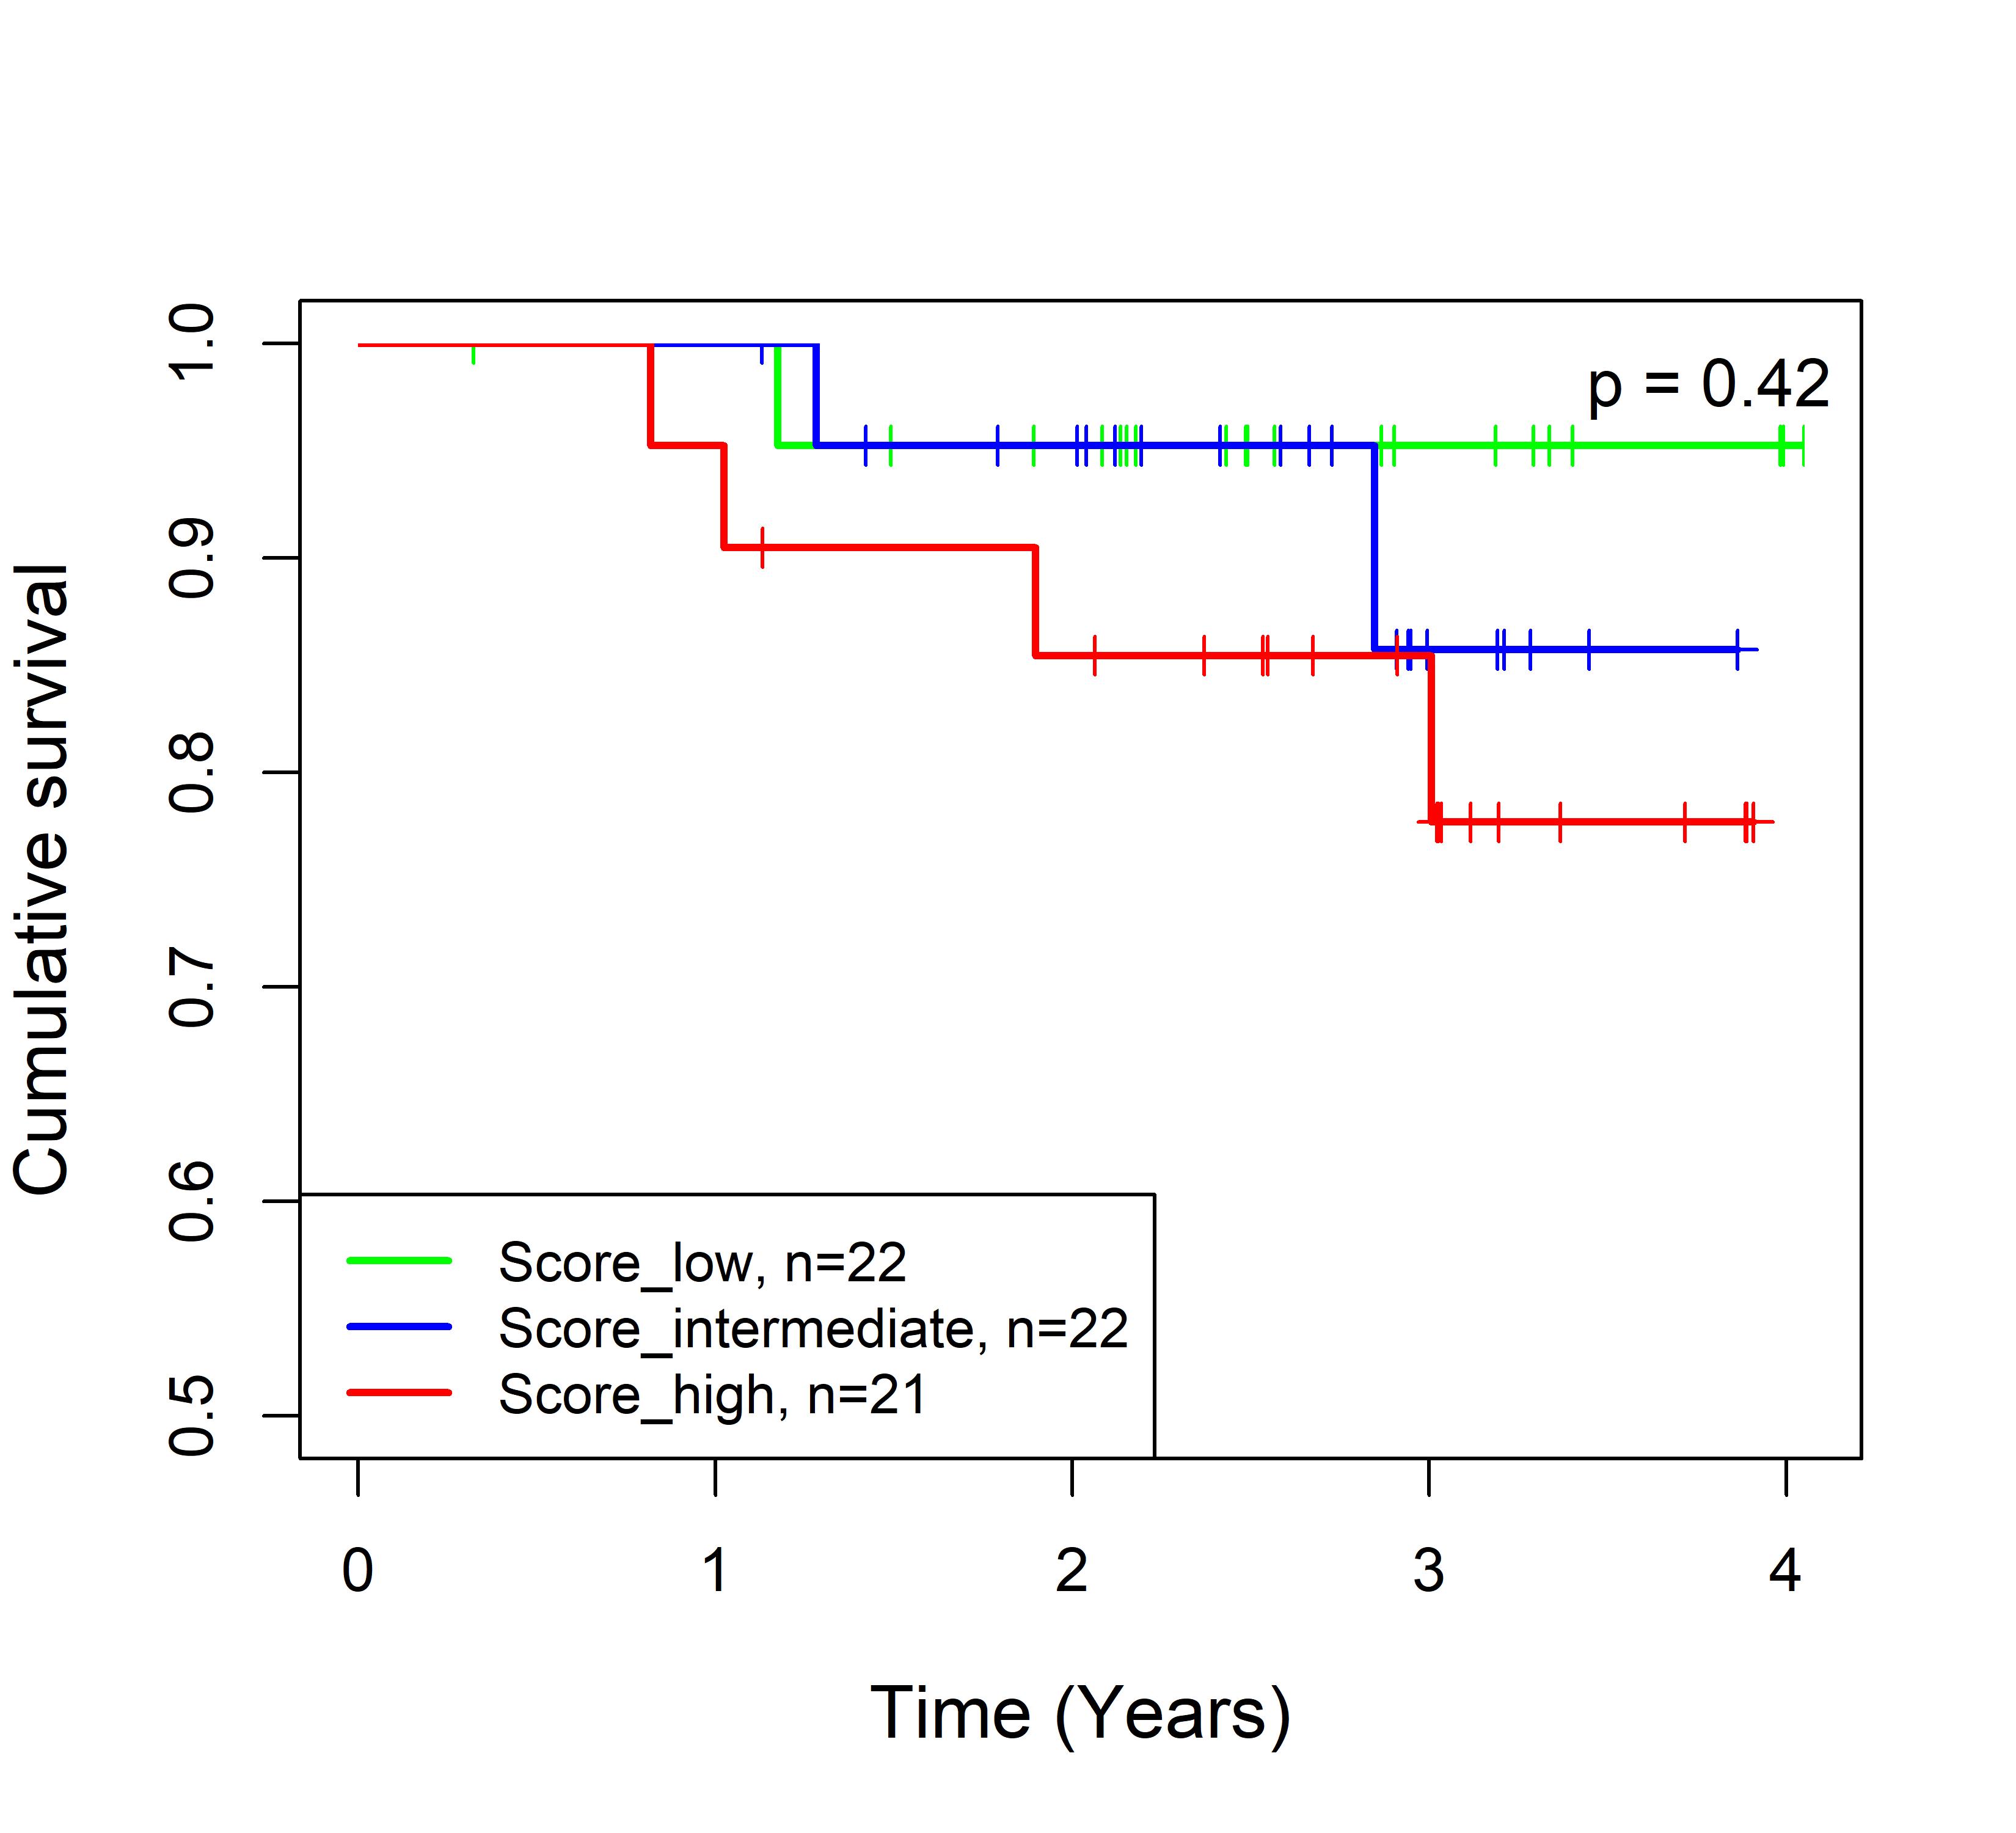 p = 0.42
Cumulative survival
1.0
0.9
0.8
0.7
0.6
0.5
Score_low, n=22
Score_intermediate, n=22
Score_high, n=21
0 1 2 3 4
Time (Years)